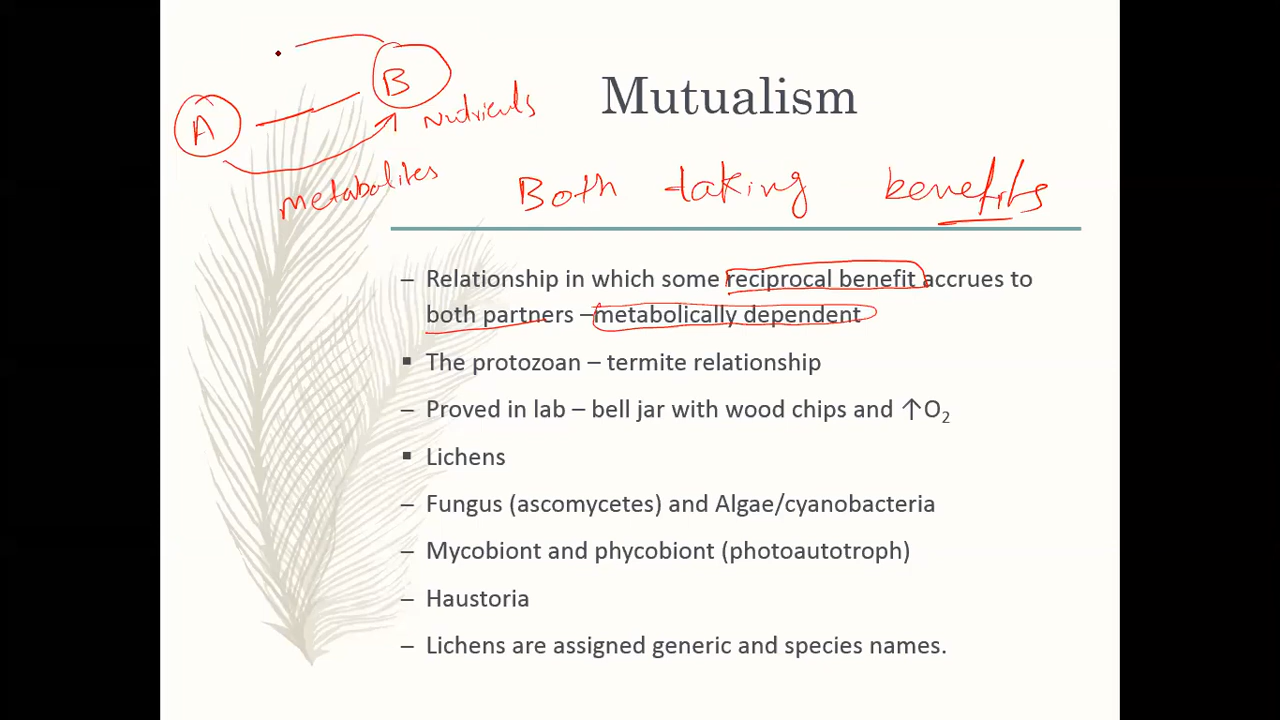 B
A
Nutrients
metabolites
Mutualism
Both taking benefits
– Relationship in which some reciprocal benefit accrues to
both partners –metabolically dependent
▪ The protozoan – termite relationship
– Proved in lab – bell jar with wood chips and ↑O₂
▪ Lichens
– Fungus (ascomycetes) and Algae/cyanobacteria
– Mycobiont and phycobiont (photoautotroph)
– Haustoria
– Lichens are assigned generic and species names.